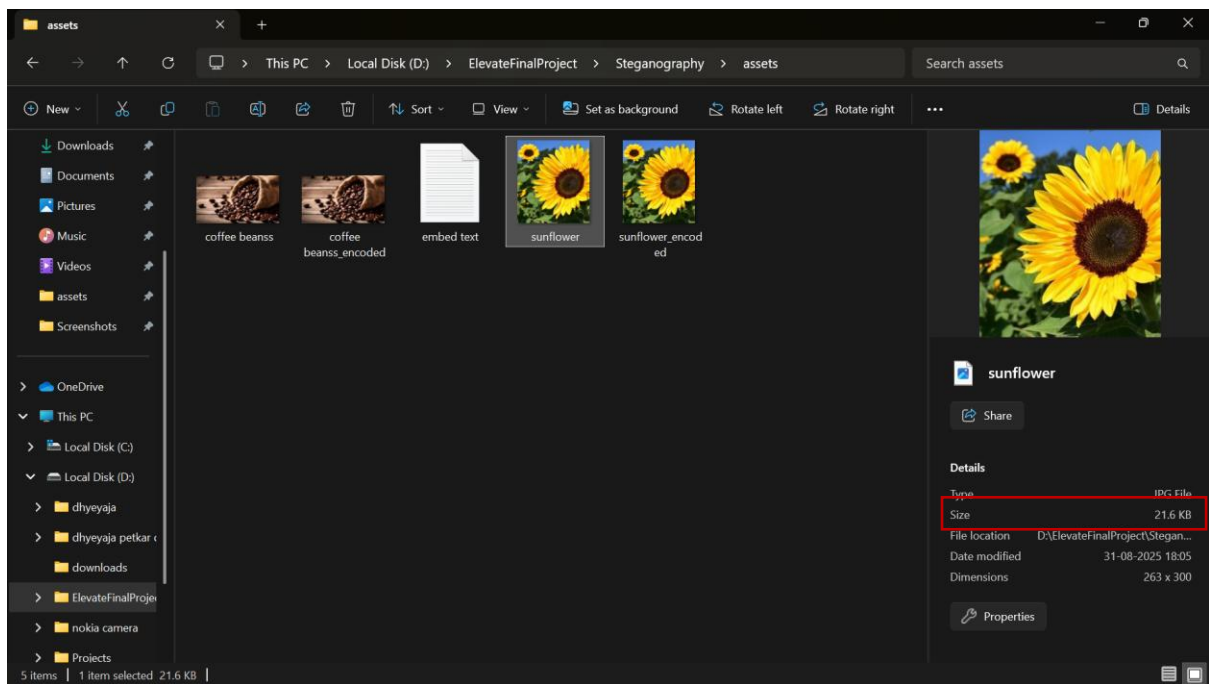 assets
This PC > Local Disk (D:) > ElevateFinalProject > Steganography > assets
Search assets
New Sort View Set as background Rotate left Rotate right ... Details
Downloads
Documents
Pictures
Music
Videos
assets
Screenshots
OneDrive
This PC
Local Disk (C:)
Local Disk (D:)
dhyeyaja
dhyeyaja petkar
downloads
ElevateFinalProje
nokia camera
Projects
coffee beanss
coffee
beanss_encoded
embed text
sunflower
sunflower_encod
ed
sunflower
Share
Details
Type JPG File
Size 21.6 KB
File location D:\ElevateFinalProject\Stegan...
Date modified 31-08-2025 18:05
Dimensions 263 x 300
Properties
5 items | 1 item selected 21.6 KB |